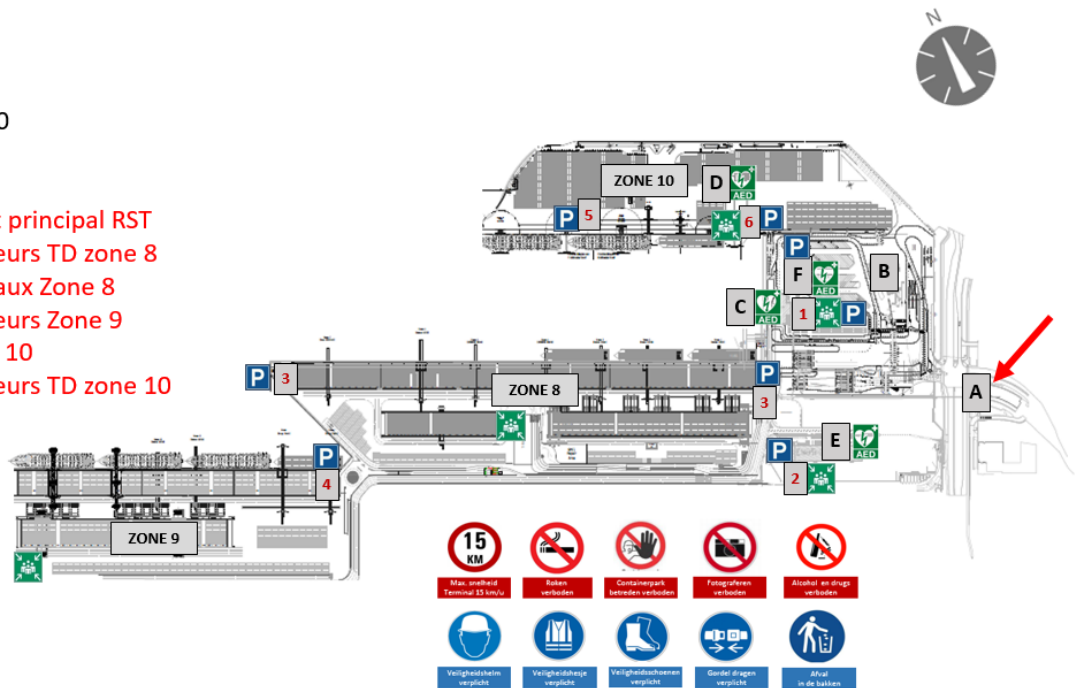 N
0
principal RST
eurs TD zone 8
aux Zone 8
eurs Zone 9
10
eurs TD zone 10
ZONE 10
D
AED
P
5
6
P
P
F
AED
B
C
AED
1
P
A
P
3
ZONE 8
P
3
E
AED
P
2
P
4
ZONE 9
15
KM
Max. snelheid
Terminal 15 km/u
Roken
verboden
Containerpark
betreden verboden
Fotograferen
verboden
Alcohol en drugs
verboden
Veiligheidshelm
verplicht
Veiligheidshesje
verplicht
Veiligheidsschoenen
verplicht
Gordel dragen
verplicht
Afval
in de bakken